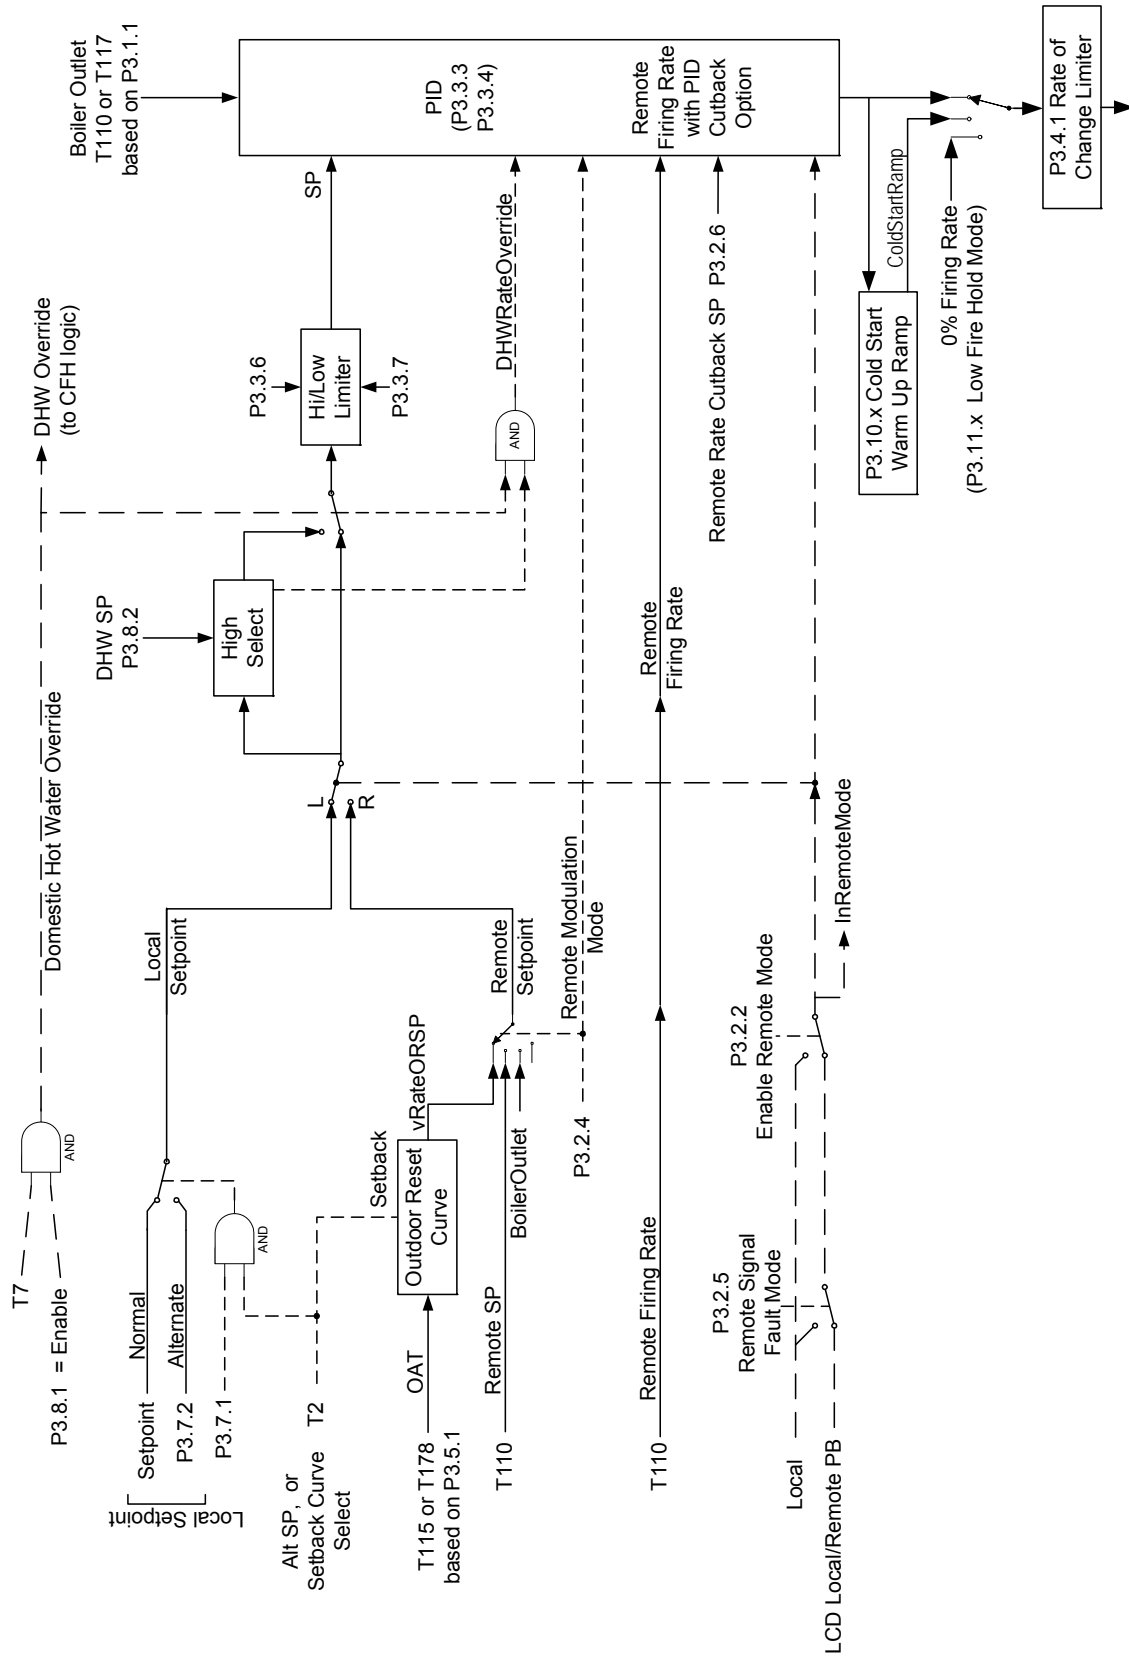 T7
P3.8.1 = Enable
AND
Domestic Hot Water Override
DHW Override
(to CFH logic)
Local Setpoint
Setpoint
Normal
P3.7.2
Alternate
P3.7.1
AND
Local
Setpoint
Alt SP, or
Setback Curve
Select
T2
Setback
T115 or T178
based on P3.5.1
OAT
Outdoor Reset
Curve
vRateORSP
T110
Remote SP
BoilerOutlet
Remote
Setpoint
P3.2.4
Remote Modulation
Mode
L
R
DHW SP
P3.8.2
High
Select
P3.3.6
Hi/Low
Limiter
P3.3.7
SP
AND
DHWRateOverride
Boiler Outlet
T110 or T117
based on P3.1.1
PID
(P3.3.3
P3.3.4)
Remote
Firing Rate
with PID
Cutback
Option
T110
Remote Firing Rate
Remote
Firing Rate
Remote Rate Cutback SP P3.2.6
Local
LCD Local/Remote PB
P3.2.5
Remote Signal
Fault Mode
P3.2.2
Enable Remote Mode
InRemoteMode
P3.10.x Cold Start
Warm Up Ramp
ColdStartRamp
0% Firing Rate
(P3.11.x Low Fire Hold Mode)
P3.4.1 Rate of
Change Limiter